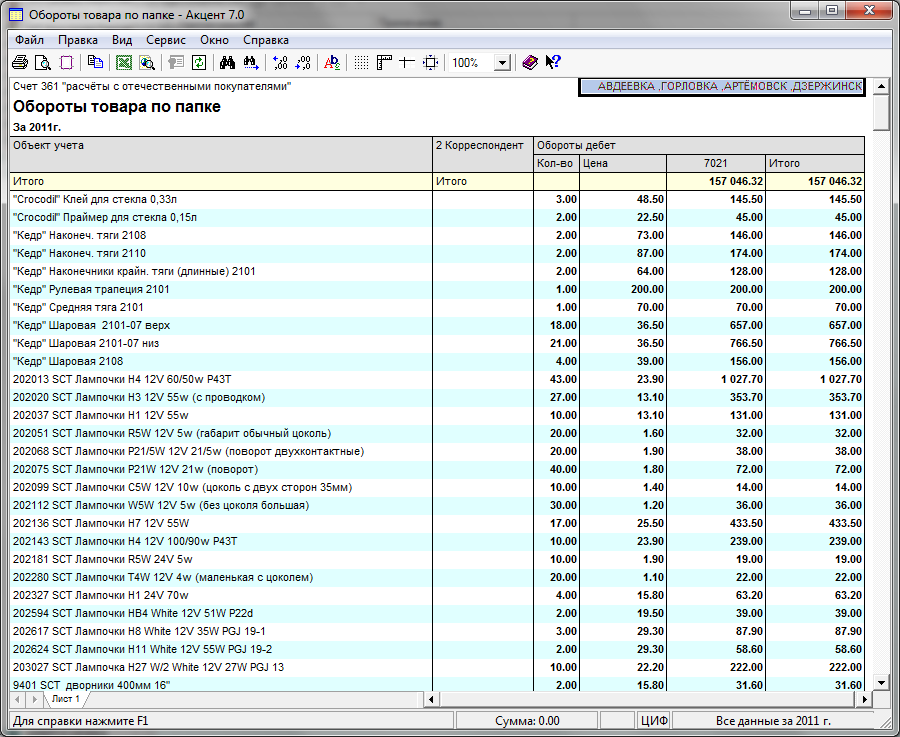 Обороты товара по папке - Акцент 7.0
Файл Правка Вид Сервис Окно Справка
100%
Счет 361 "расчёты с отечественными покупателями"
АВДЕЕВКА ,ГОРЛОВКА ,АРТЁМОВСК ,ДЗЕРЖИНСК
Обороты товара по папке
За 2011г.
Объект учета 2 Корреспондент Обороты дебет
Кол-во Цена 7021 Итого
Итого Итого 157 046.32 157 046.32
"Crocodil" Клей для стекла 0,33л 3.00 48.50 145.50 145.50
"Crocodil" Праймер для стекла 0,15л 2.00 22.50 45.00 45.00
"Кедр" Наконеч. тяги 2108 2.00 73.00 146.00 146.00
"Кедр" Наконеч. тяги 2110 2.00 87.00 174.00 174.00
"Кедр" Наконечники крайн. тяги (длинные) 2101 2.00 64.00 128.00 128.00
"Кедр" Рулевая трапеция 2101 1.00 200.00 200.00 200.00
"Кедр" Средняя тяга 2101 1.00 70.00 70.00 70.00
"Кедр" Шаровая 2101-07 верх 18.00 36.50 657.00 657.00
"Кедр" Шаровая 2101-07 низ 21.00 36.50 766.50 766.50
"Кедр" Шаровая 2108 4.00 39.00 156.00 156.00
202013 SCT Лампочки H4 12V 60/50w P43T 43.00 23.90 1 027.70 1 027.70
202020 SCT Лампочки H3 12V 55w (с проводком) 27.00 13.10 353.70 353.70
202037 SCT Лампочки H1 12V 55w 10.00 13.10 131.00 131.00
202051 SCT Лампочки R5W 12V 5w (габарит обычный цоколь) 20.00 1.60 32.00 32.00
202068 SCT Лампочки P21/5W 12V 21/5w (поворот двухконтактные) 20.00 1.90 38.00 38.00
202075 SCT Лампочки P21W 12V 21w (поворот) 40.00 1.80 72.00 72.00
202099 SCT Лампочки C5W 12V 10w (цоколь с двух сторон 35мм) 10.00 1.40 14.00 14.00
202112 SCT Лампочки W5W 12V 5w (без цоколя большая) 30.00 1.20 36.00 36.00
202136 SCT Лампочки H7 12V 55W 17.00 25.50 433.50 433.50
202143 SCT Лампочки H4 12V 100/90w P43T 10.00 23.90 239.00 239.00
202181 SCT Лампочки R5W 24V 5w 10.00 1.90 19.00 19.00
202280 SCT Лампочки T4W 12V 4w (маленькая с цоколем) 20.00 1.10 22.00 22.00
202327 SCT Лампочки H1 24V 70w 4.00 15.80 63.20 63.20
202594 SCT Лампочки HB4 White 12V 51W P22d 2.00 19.50 39.00 39.00
202617 SCT Лампочки H8 White 12V 35W PGJ 19-1 3.00 29.30 87.90 87.90
202624 SCT Лампочки H11 White 12V 55W PGJ 19-2 2.00 29.30 58.60 58.60
203027 SCT Лампочка H27 W/2 White 12V 27W PGJ 13 10.00 22.20 222.00 222.00
9401 SCT дворники 400мм 16" 2.00 15.80 31.60 31.60
Лист 1
Для справки нажмите F1 Сумма: 0.00 ЦИФ Все данные за 2011 г.